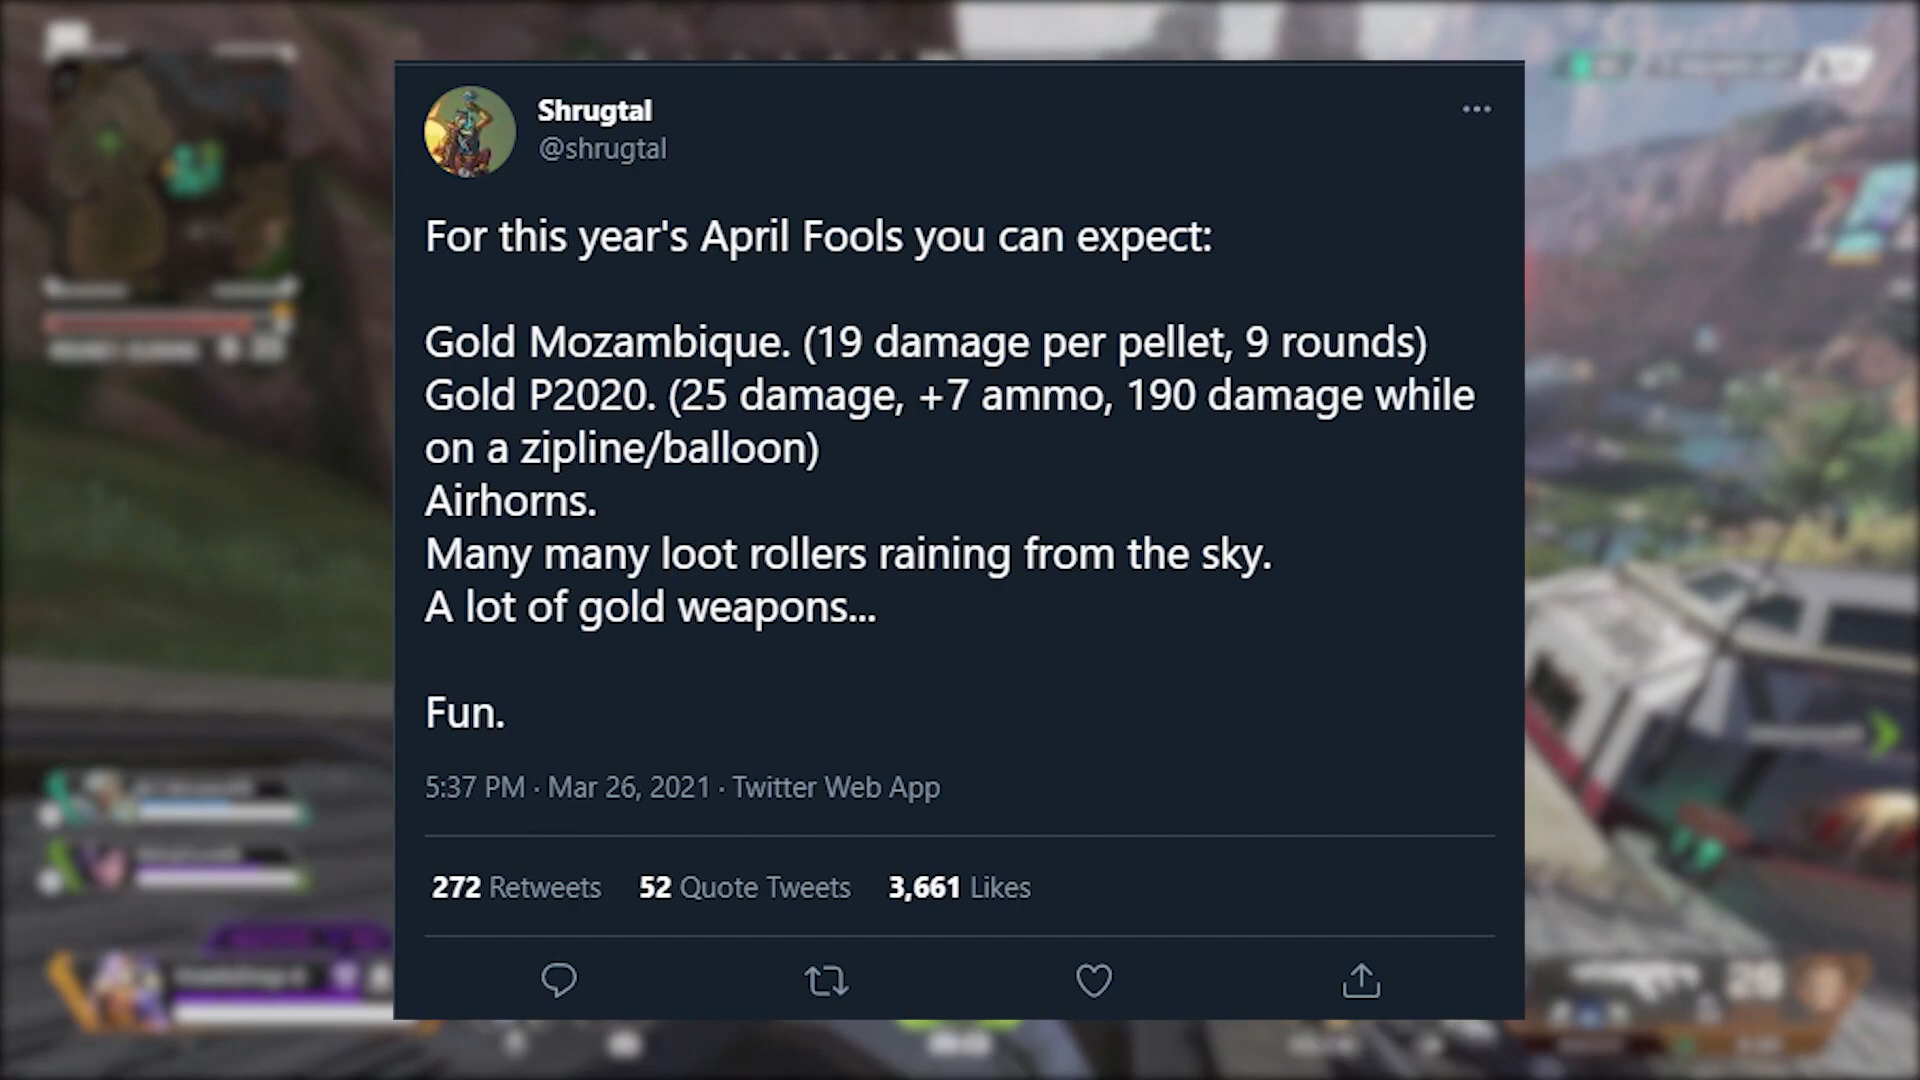 Shrugtal
@shrugtal
For this year's April Fools you can expect:
Gold Mozambique. (19 damage per pellet, 9 rounds)
Gold P2020. (25 damage, +7 ammo, 190 damage while
on a zipline/balloon)
Airhorns.
Many many loot rollers raining from the sky.
A lot of gold weapons...
Fun.
5:37 PM · Mar 26, 2021 · Twitter Web App
272 Retweets 52 Quote Tweets 3,661 Likes
26